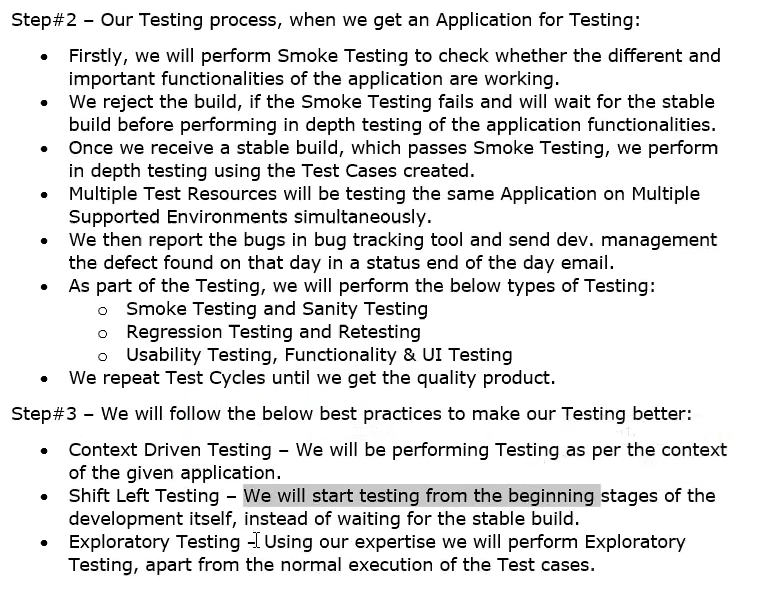 Step#2 – Our Testing process, when we get an Application for Testing:
• Firstly, we will perform Smoke Testing to check whether the different and
important functionalities of the application are working.
• We reject the build, if the Smoke Testing fails and will wait for the stable
build before performing in depth testing of the application functionalities.
• Once we receive a stable build, which passes Smoke Testing, we perform
in depth testing using the Test Cases created.
• Multiple Test Resources will be testing the same Application on Multiple
Supported Environments simultaneously.
• We then report the bugs in bug tracking tool and send dev. management
the defect found on that day in a status end of the day email.
• As part of the Testing, we will perform the below types of Testing:
o Smoke Testing and Sanity Testing
o Regression Testing and Retesting
o Usability Testing, Functionality & UI Testing
• We repeat Test Cycles until we get the quality product.
Step#3 – We will follow the below best practices to make our Testing better:
• Context Driven Testing – We will be performing Testing as per the context
of the given application.
• Shift Left Testing – We will start testing from the beginning stages of the
development itself, instead of waiting for the stable build.
• Exploratory Testing – Using our expertise we will perform Exploratory
Testing, apart from the normal execution of the Test cases.